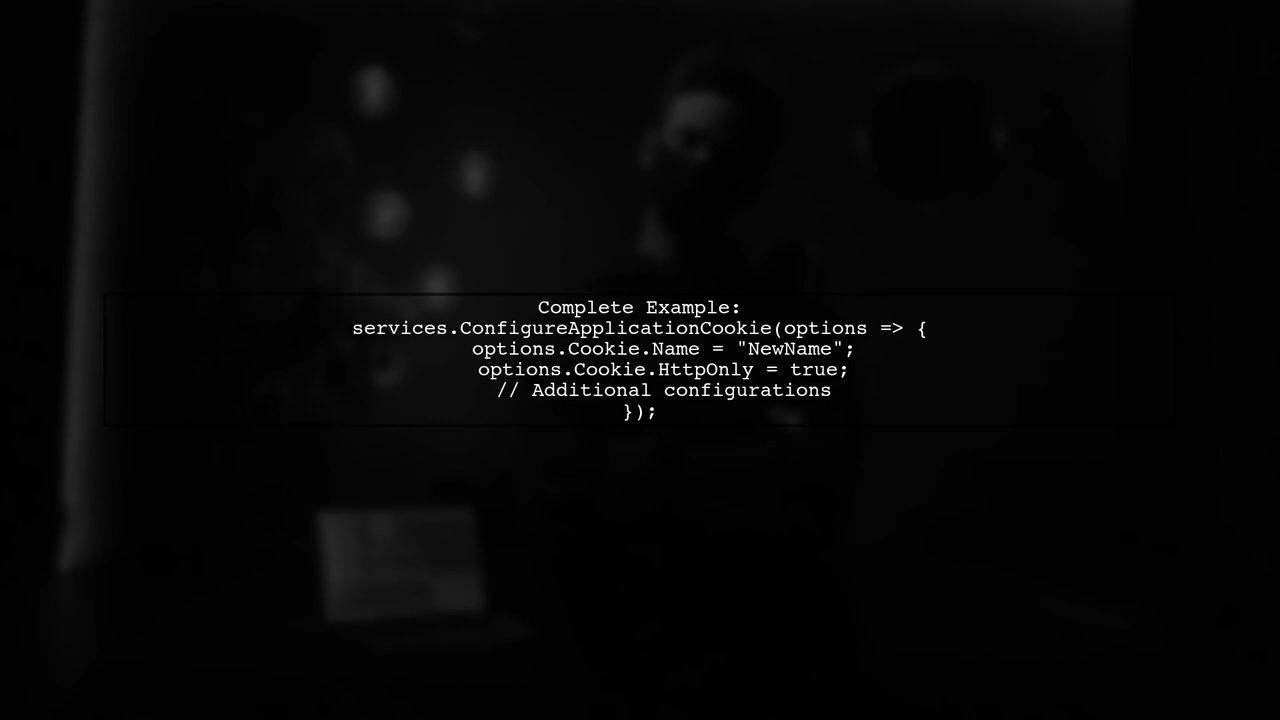 Complete Example:
services.ConfigureApplicationCookie(options => {
options.Cookie.Name = "NewName";
options.Cookie.HttpOnly = true;
// Additional configurations
});